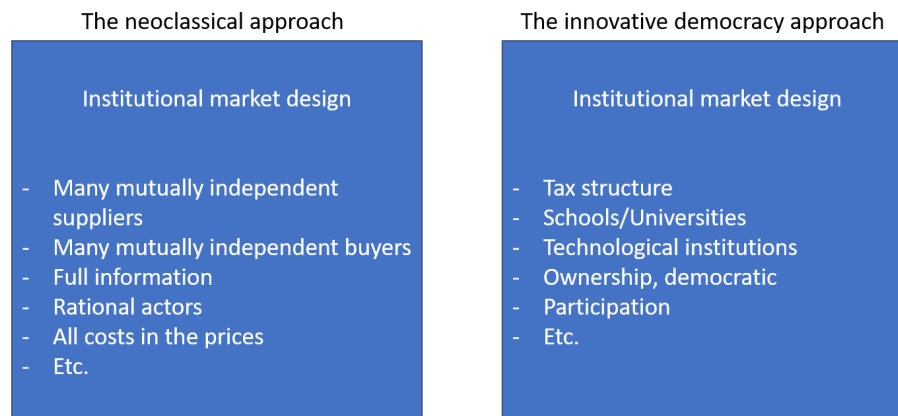 The neoclassical approach
Institutional market design
- Many mutually independent
suppliers
- Many mutually independent buyers
- Full information
- Rational actors
- All costs in the prices
- Etc.
The innovative democracy approach
Institutional market design
- Tax structure
- Schools/Universities
- Technological institutions
- Ownership, democratic
- Participation
- Etc.